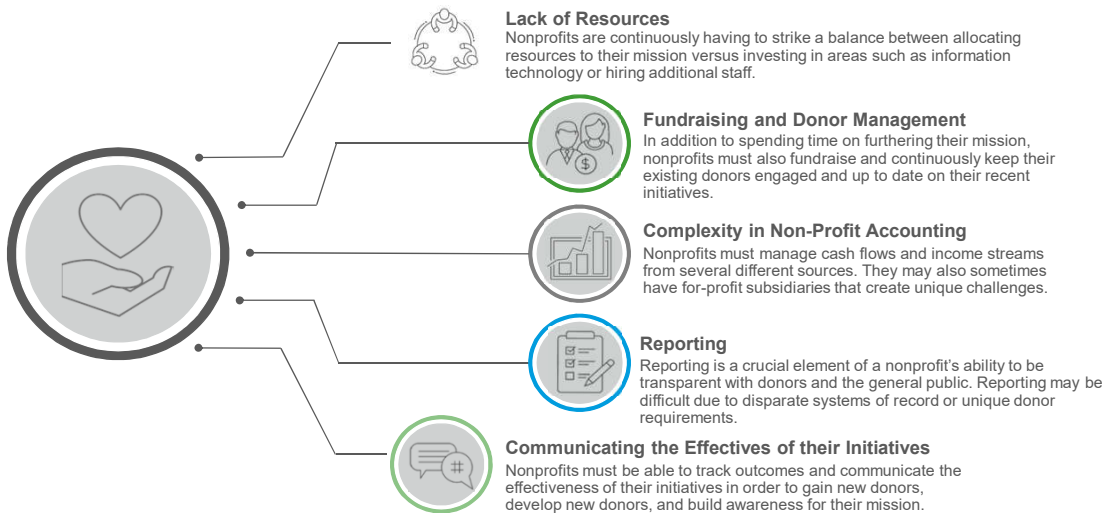 Lack of Resources
Nonprofits are continuously having to strike a balance between allocating
resources to their mission versus investing in areas such as information
technology or hiring additional staff.
Fundraising and Donor Management
In addition to spending time on furthering their mission,
nonprofits must also fundraise and continuously keep their
existing donors engaged and up to date on their recent
initiatives.
$
Complexity in Non-Profit Accounting
Nonprofits must manage cash flows and income streams
from several different sources. They may also sometimes
have for-profit subsidiaries that create unique challenges.
Reporting
Reporting is a crucial element of a nonprofit's ability to be
transparent with donors and the general public. Reporting may be
difficult due to disparate systems of record or unique donor
requirements.
Communicating the Effectives of their Initiatives
#
Nonprofits must be able to track outcomes and communicate the
effectiveness of their initiatives in order to gain new donors,
develop new donors, and build awareness for their mission.